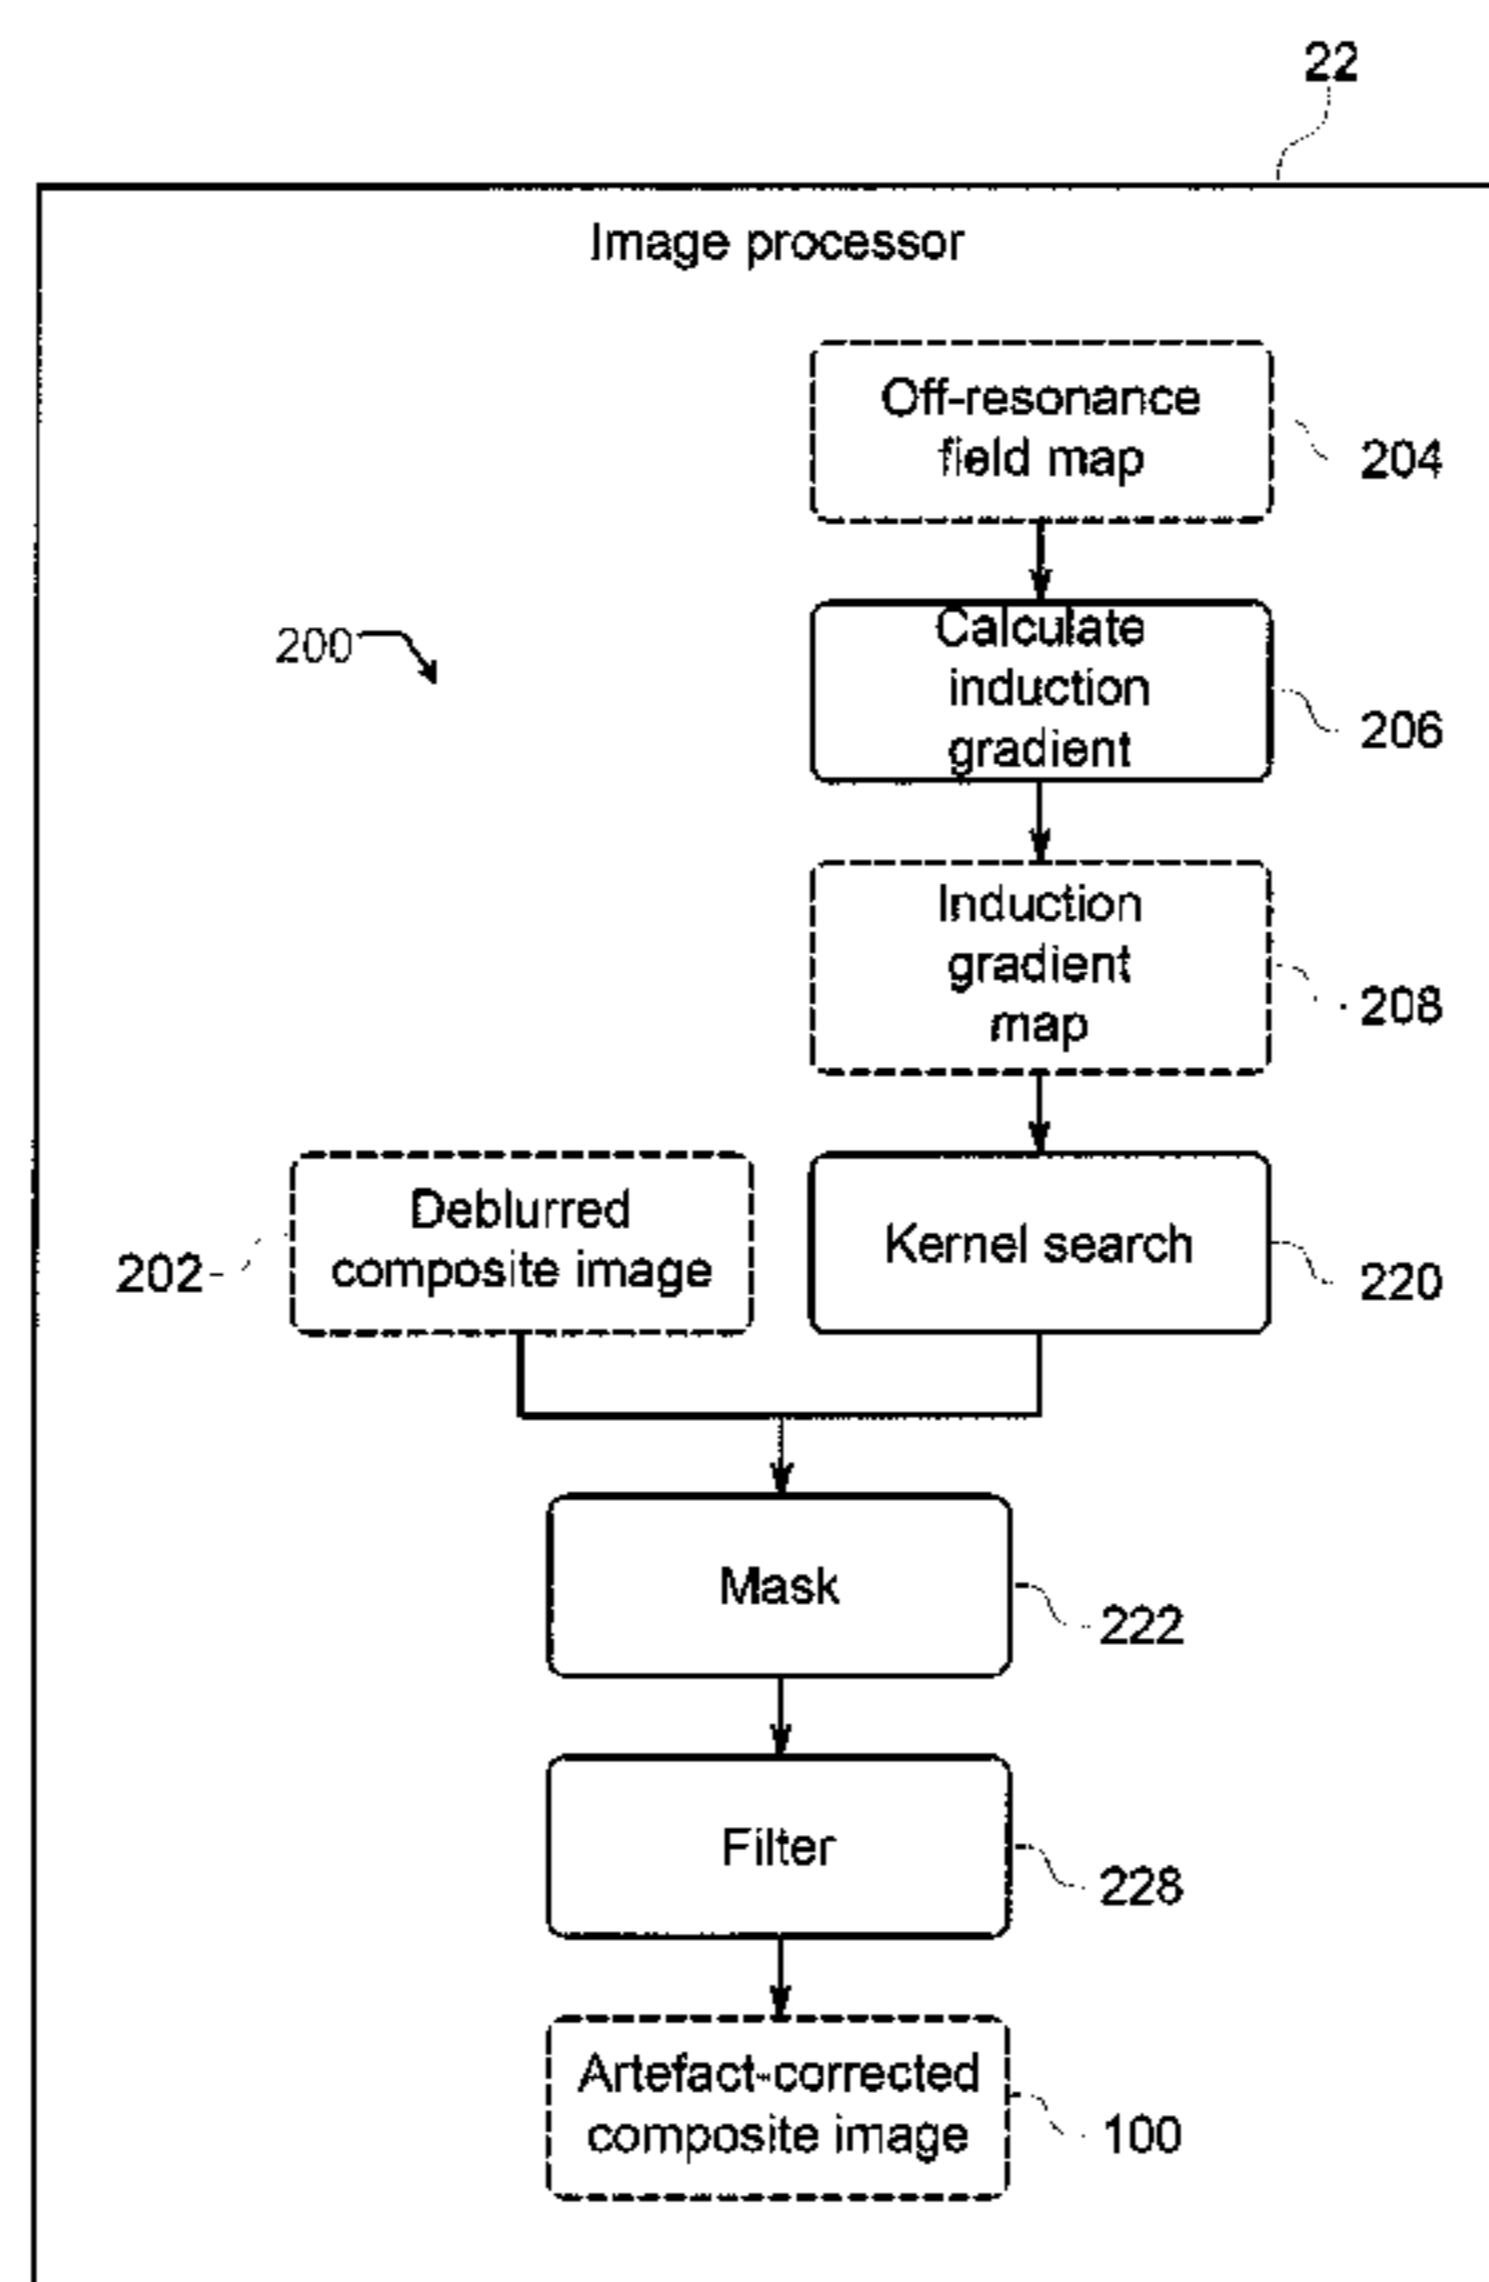 22
Image processor
Off-resonance
field map
204
200
Calculate
induction
gradient
206
Induction
gradient
map
208
Deblurred
composite image
202
Kernel search
220
Mask
222
Filter
228
Artefact-corrected
composite image
100